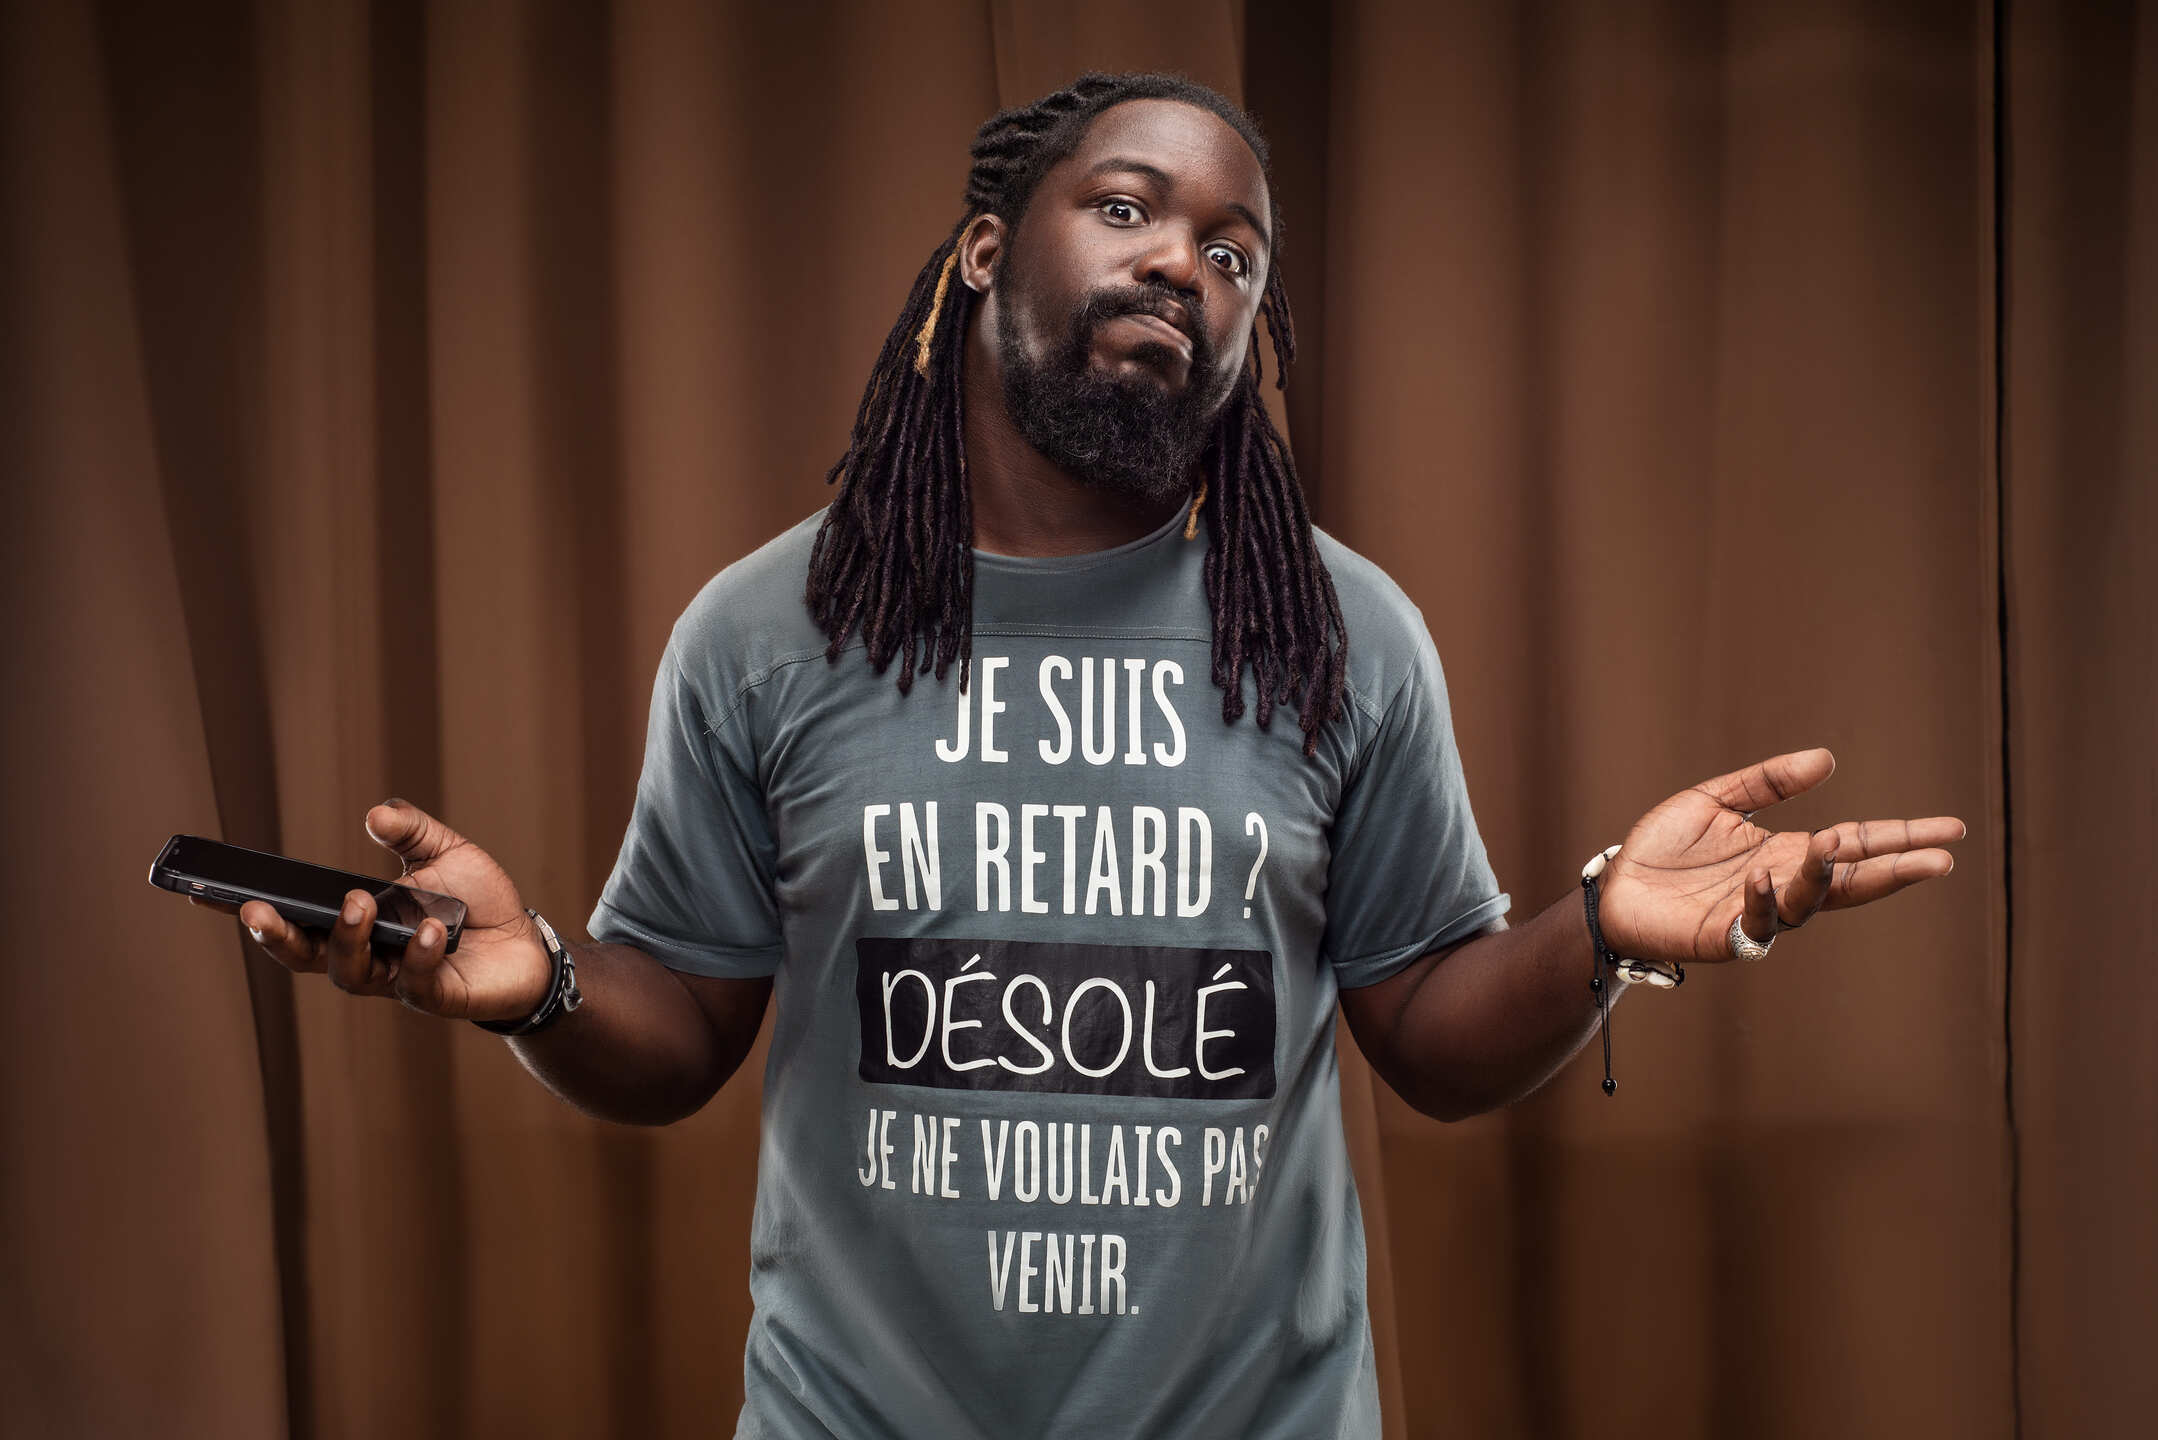 JE SUIS
EN RETARD ?
DÉSOLÉ
JE NE VOULAIS PAS
VENIR.